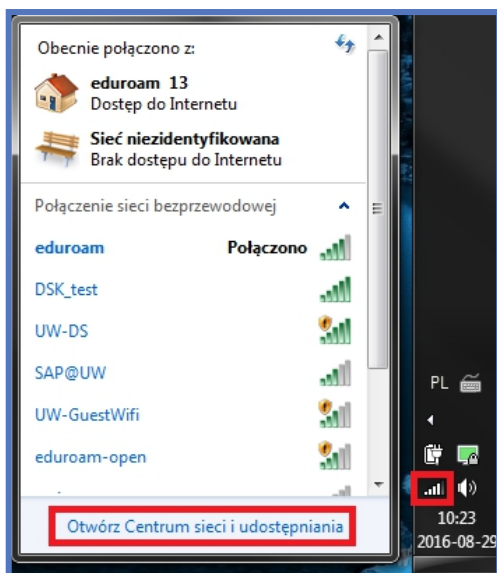 Obecnie połączono z:
eduroam 13
Dostęp do Internetu
Sieć niezidentyfikowana
Brak dostępu do Internetu
Połączenie sieci bezprzewodowej
eduroam Połączono
DSK_test
UW-DS
SAP@UW
UW-GuestWifi
eduroam-open
Otwórz Centrum sieci i udostępniania
PL
10:23
2016-08-29